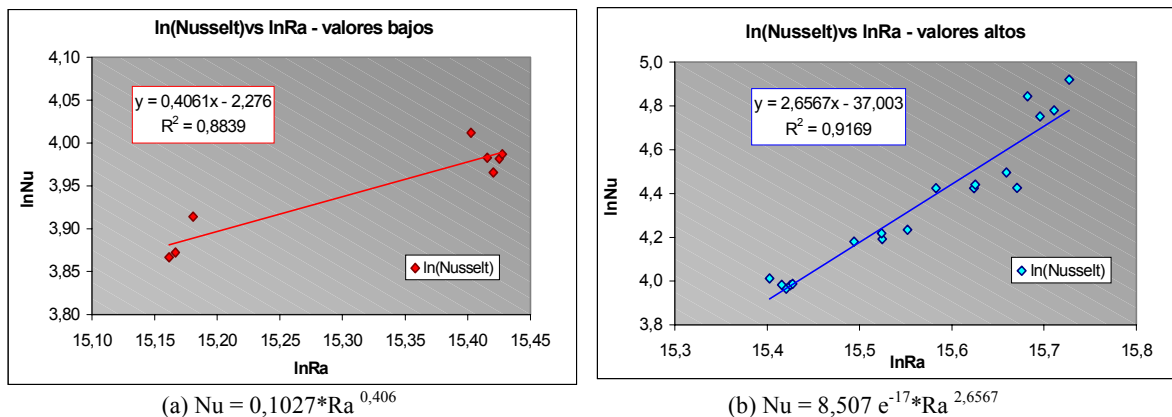 ln(Nusselt)vs lnRa - valores bajos
4,10
4,05
4,00
3,95
3,90
3,85
3,80
lnNu
y = 0,4061x - 2,276
R² = 0,8839
ln(Nusselt)
15,10 15,15 15,20 15,25 15,30 15,35 15,40 15,45
lnRa
(a) Nu = 0,1027*Ra 0,406
ln(Nusselt)vs lnRa - valores altos
5,0
4,8
4,6
4,4
4,2
4,0
3,8
lnNu
y = 2,6567x - 37,003
R² = 0,9169
ln(Nusselt)
15,3 15,4 15,5 15,6 15,7 15,8
lnRa
(b) Nu = 8,507 e-17*Ra 2,6567